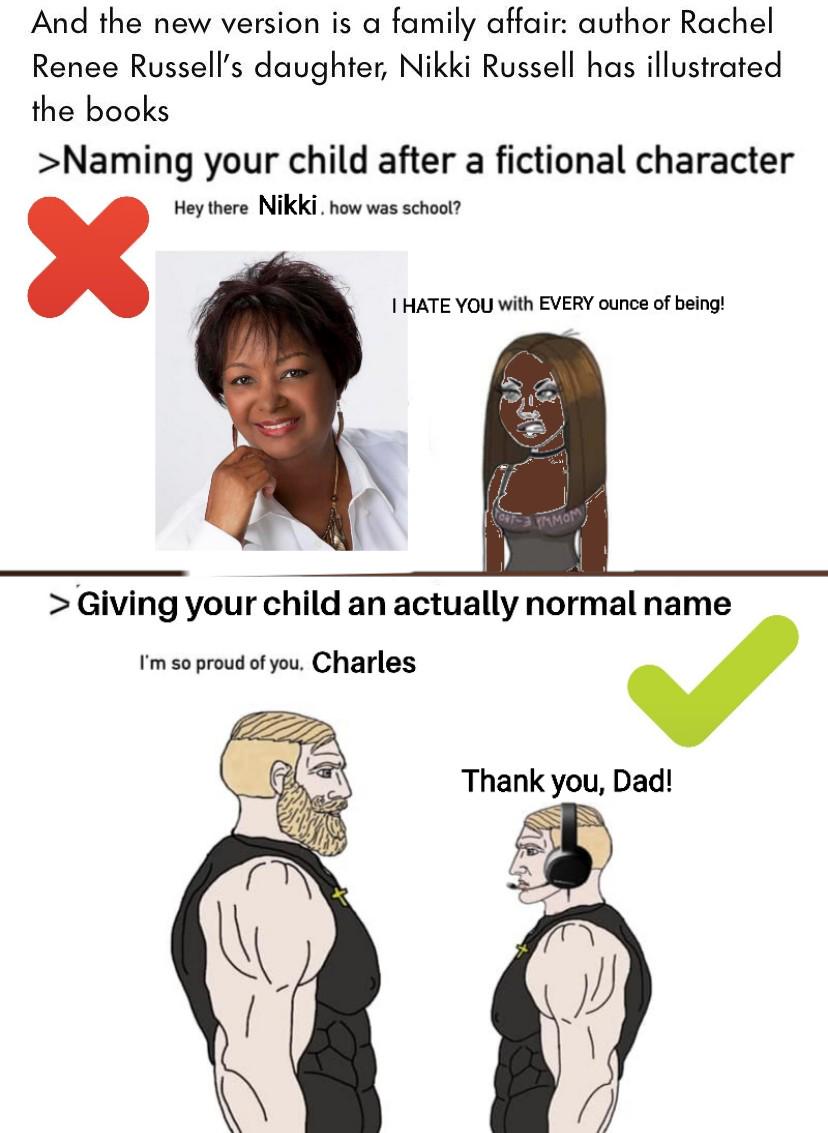 And the new version is a family affair: author Rachel
Renee Russell’s daughter, Nikki Russell has illustrated
the books
>Naming your child after a fictional character
Hey there Nikki, how was school?
I HATE YOU with EVERY ounce of being!
MOM
> Giving your child an actually normal name
I'm so proud of you, Charles
Thank you, Dad!